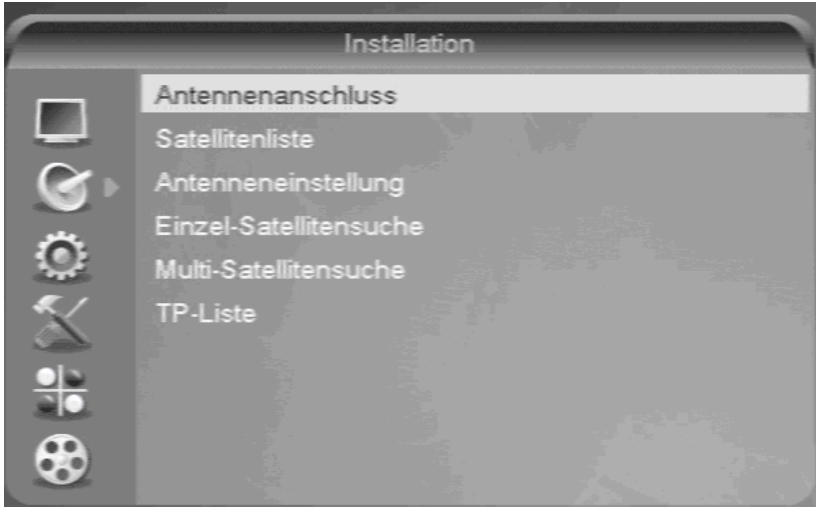 Installation
Antennenanschluss
Satellitenliste
Antenneneinstellung
Einzel-Satellitensuche
Multi-Satellitensuche
TP-Liste